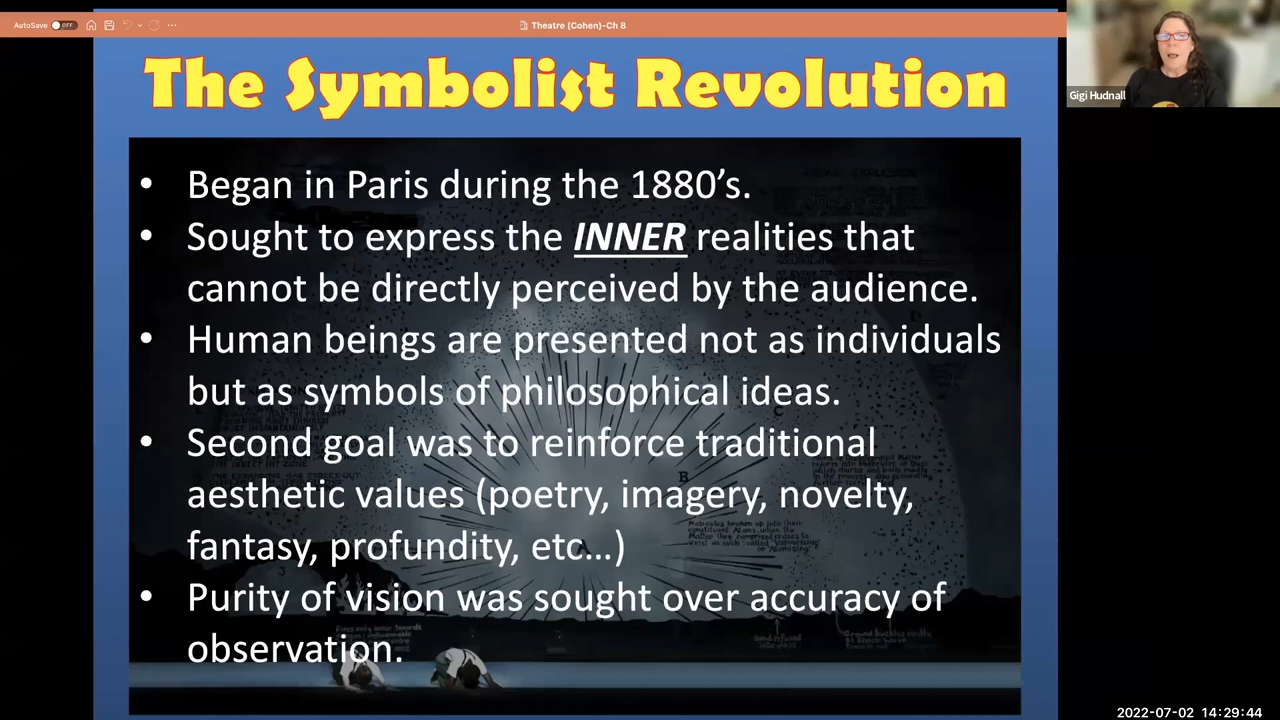 AutoSave OFF
Theatre (Cohen)-Ch 8
The Symbolist Revolution
• Began in Paris during the 1880's.
• Sought to express the INNER realities that
cannot be directly perceived by the audience.
• Human beings are presented not as individuals
but as symbols of philosophical ideas.
• Second goal was to reinforce traditional
aesthetic values (poetry, imagery, novelty,
fantasy, profundity, etc…)
• Purity of vision was sought over accuracy of
observation.
Gigi Hudnall
2022-07-02 14:29:44